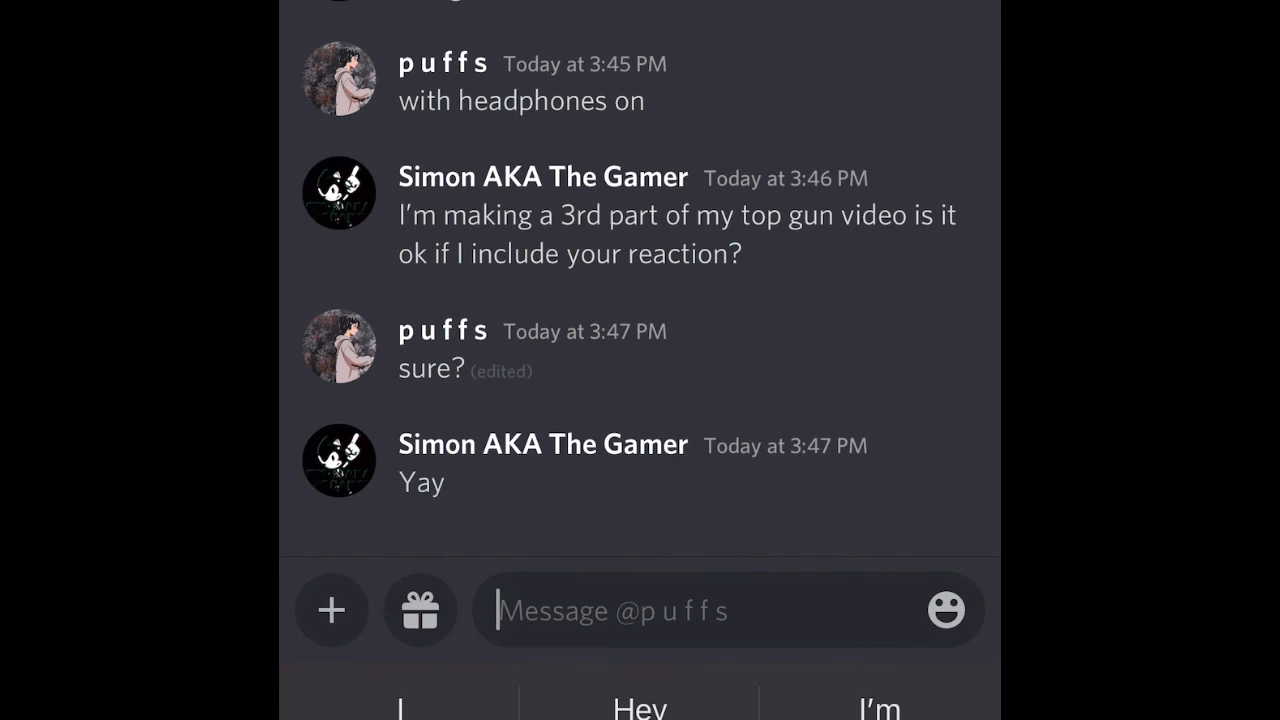 p u f f s Today at 3:45 PM
with headphones on
Simon AKA The Gamer Today at 3:46 PM
I'm making a 3rd part of my top gun video is it
ok if I include your reaction?
p u f f s Today at 3:47 PM
sure? (edited)
Simon AKA The Gamer Today at 3:47 PM
Yay
Message @p u f f s
I Hey I'm